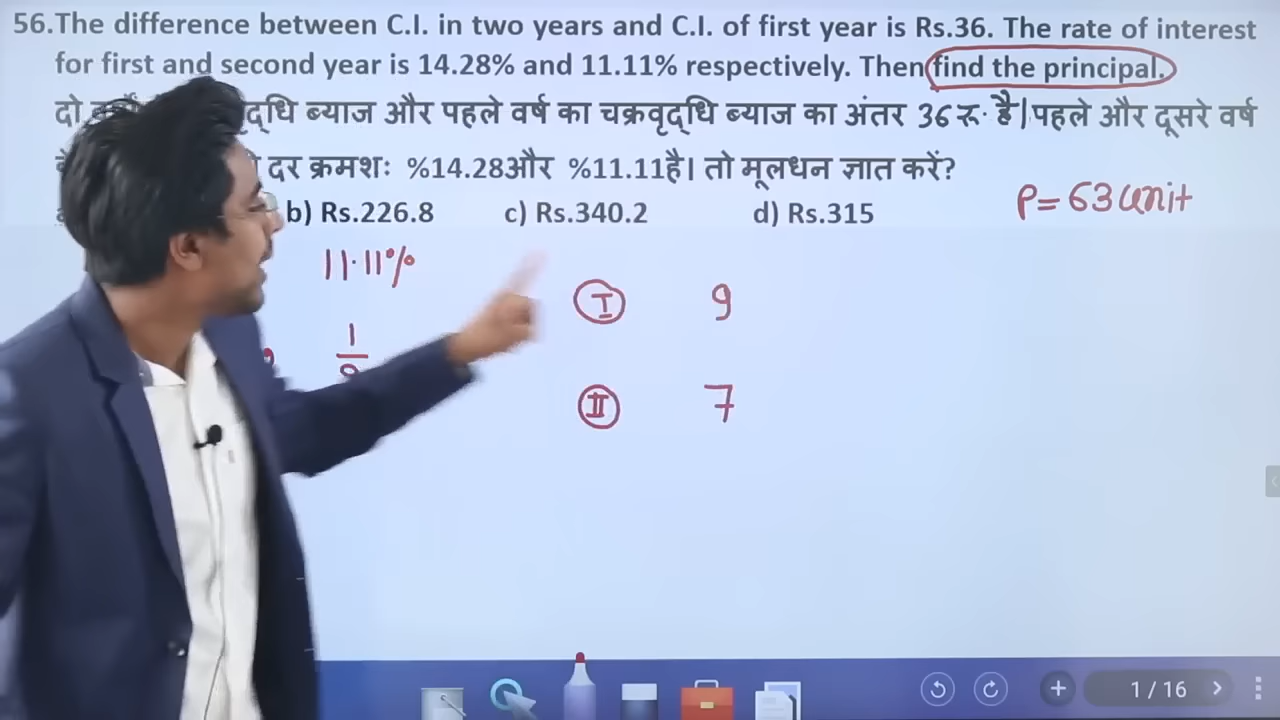 56.The difference between C.I. in two years and C.I. of first year is Rs.36. The rate of interest
for first and second year is 14.28% and 11.11% respectively. Then find the principal.
दो ब्याज और पहले वर्ष का चक्रवृद्धि ब्याज का अंतर 36 रू. है। पहले और दूसरे वर्ष
दर क्रमशः %14.28और %11.11है। तो मूलधन ज्ञात करें?
P = 63 unit
b) Rs.226.8 c) Rs.340.2 d) Rs.315
11.11%
I 9
1
II 7
1 / 16